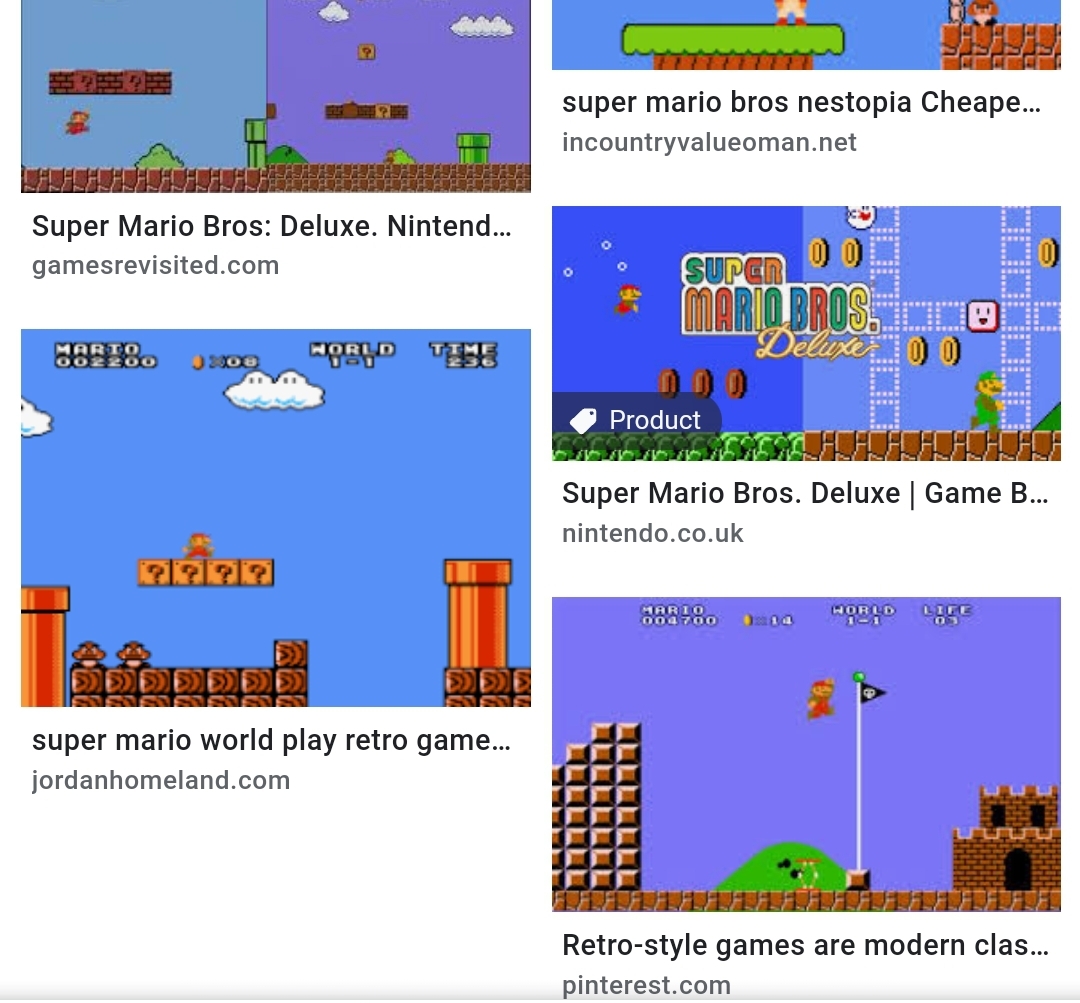 Super Mario Bros: Deluxe. Nintend...
gamesrevisited.com
MARIO WORLD TIME
002200 ×08 1-1 236
super mario world play retro game...
jordanhomeland.com
super mario bros nestopia Cheape...
incountryvalueoman.net
SUPER
MARIO BROS.
Deluxe
Product
Super Mario Bros. Deluxe | Game B...
nintendo.co.uk
MARIO WORLD LIFE
004700 ×14 1-1 03
Retro-style games are modern clas...
pinterest.com